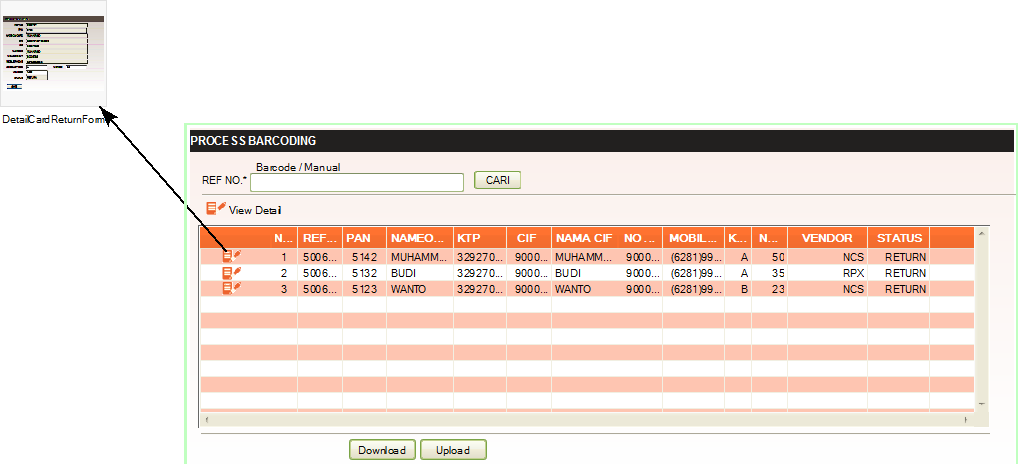 DetailCardReturnForm
PROCESS BARCODING
Barcode / Manual
REF NO.* CARI
View Detail
N... REF... PAN NAMEO... KTP CIF NAMA CIF NO ... MOBIL... K... N... VENDOR STATUS
1 5006... 5142 MUHAMM... 329270... 9000... MUHAMM... 9000... (6281)99... A 50 NCS RETURN
2 5006... 5132 BUDI 329270... 9000... BUDI 9000... (6281)99... A 35 RPX RETURN
3 5006... 5123 WANTO 329270... 9000... WANTO 9000... (6281)99... B 23 NCS RETURN
Download Upload